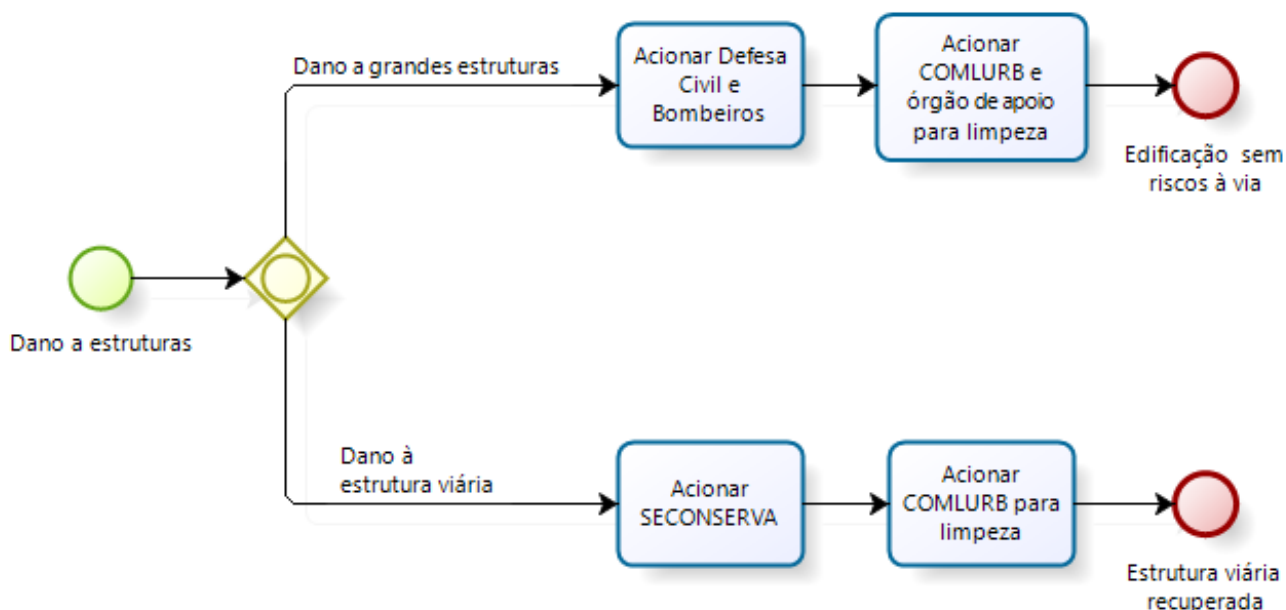 Dano a grandes estruturas
Acionar Defesa
Civil e
Bombeiros
Acionar
COMLURB e
órgão de apoio
para limpeza
Edificação sem
riscos à via
Dano a estruturas
Dano à
estrutura viária
Acionar
SECONSERVA
Acionar
COMLURB para
limpeza
Estrutura viária
recuperada